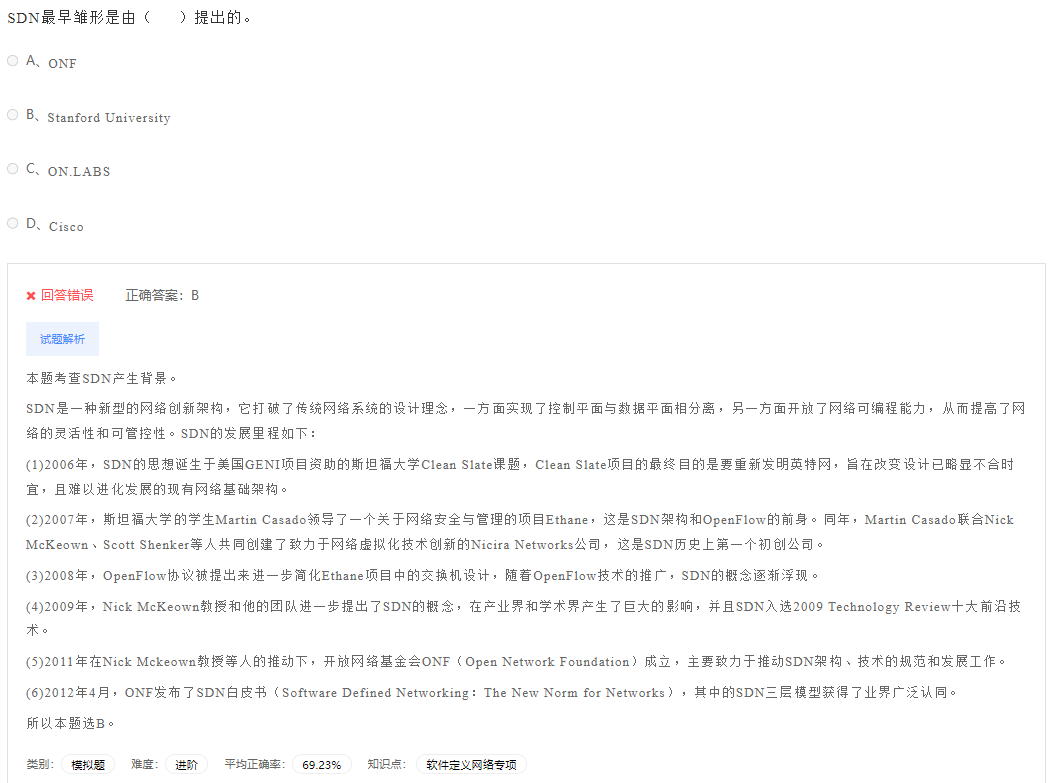 SDN最早雏形是由（　　）提出的。
A、ONF
B、Stanford University
C、ON.LABS
D、Cisco
✖ 回答错误　　正确答案：B
试题解析
本题考查SDN产生背景。
SDN是一种新型的网络创新架构，它打破了传统网络系统的设计理念，一方面实现了控制平面与数据平面相分离，另一方面开放了网络可编程能力，从而提高了网
络的灵活性和可管控性。SDN的发展里程如下：
(1)2006年，SDN的思想诞生于美国GENI项目资助的斯坦福大学Clean Slate课题，Clean Slate项目的最终目的是要重新发明英特网，旨在改变设计已略显不合时
宜，且难以进化发展的现有网络基础架构。
(2)2007年，斯坦福大学的学生Martin Casado领导了一个关于网络安全与管理的项目Ethane，这是SDN架构和OpenFlow的前身。同年，Martin Casado联合Nick
McKeown、Scott Shenker等人共同创建了致力于网络虚拟化技术创新的Nicira Networks公司，这是SDN历史上第一个初创公司。
(3)2008年，OpenFlow协议被提出来进一步简化Ethane项目中的交换机设计，随着OpenFlow技术的推广，SDN的概念逐渐浮现。
(4)2009年，Nick McKeown教授和他的团队进一步提出了SDN的概念，在产业界和学术界产生了巨大的影响，并且SDN入选2009 Technology Review十大前沿技
术。
(5)2011年在Nick Mckeown教授等人的推动下，开放网络基金会ONF（Open Network Foundation）成立，主要致力于推动SDN架构、技术的规范和发展工作。
(6)2012年4月，ONF发布了SDN白皮书（Software Defined Networking：The New Norm for Networks），其中的SDN三层模型获得了业界广泛认同。
所以本题选B。
类别：　模拟题　难度：　进阶　平均正确率：　69.23%　知识点：　软件定义网络专项